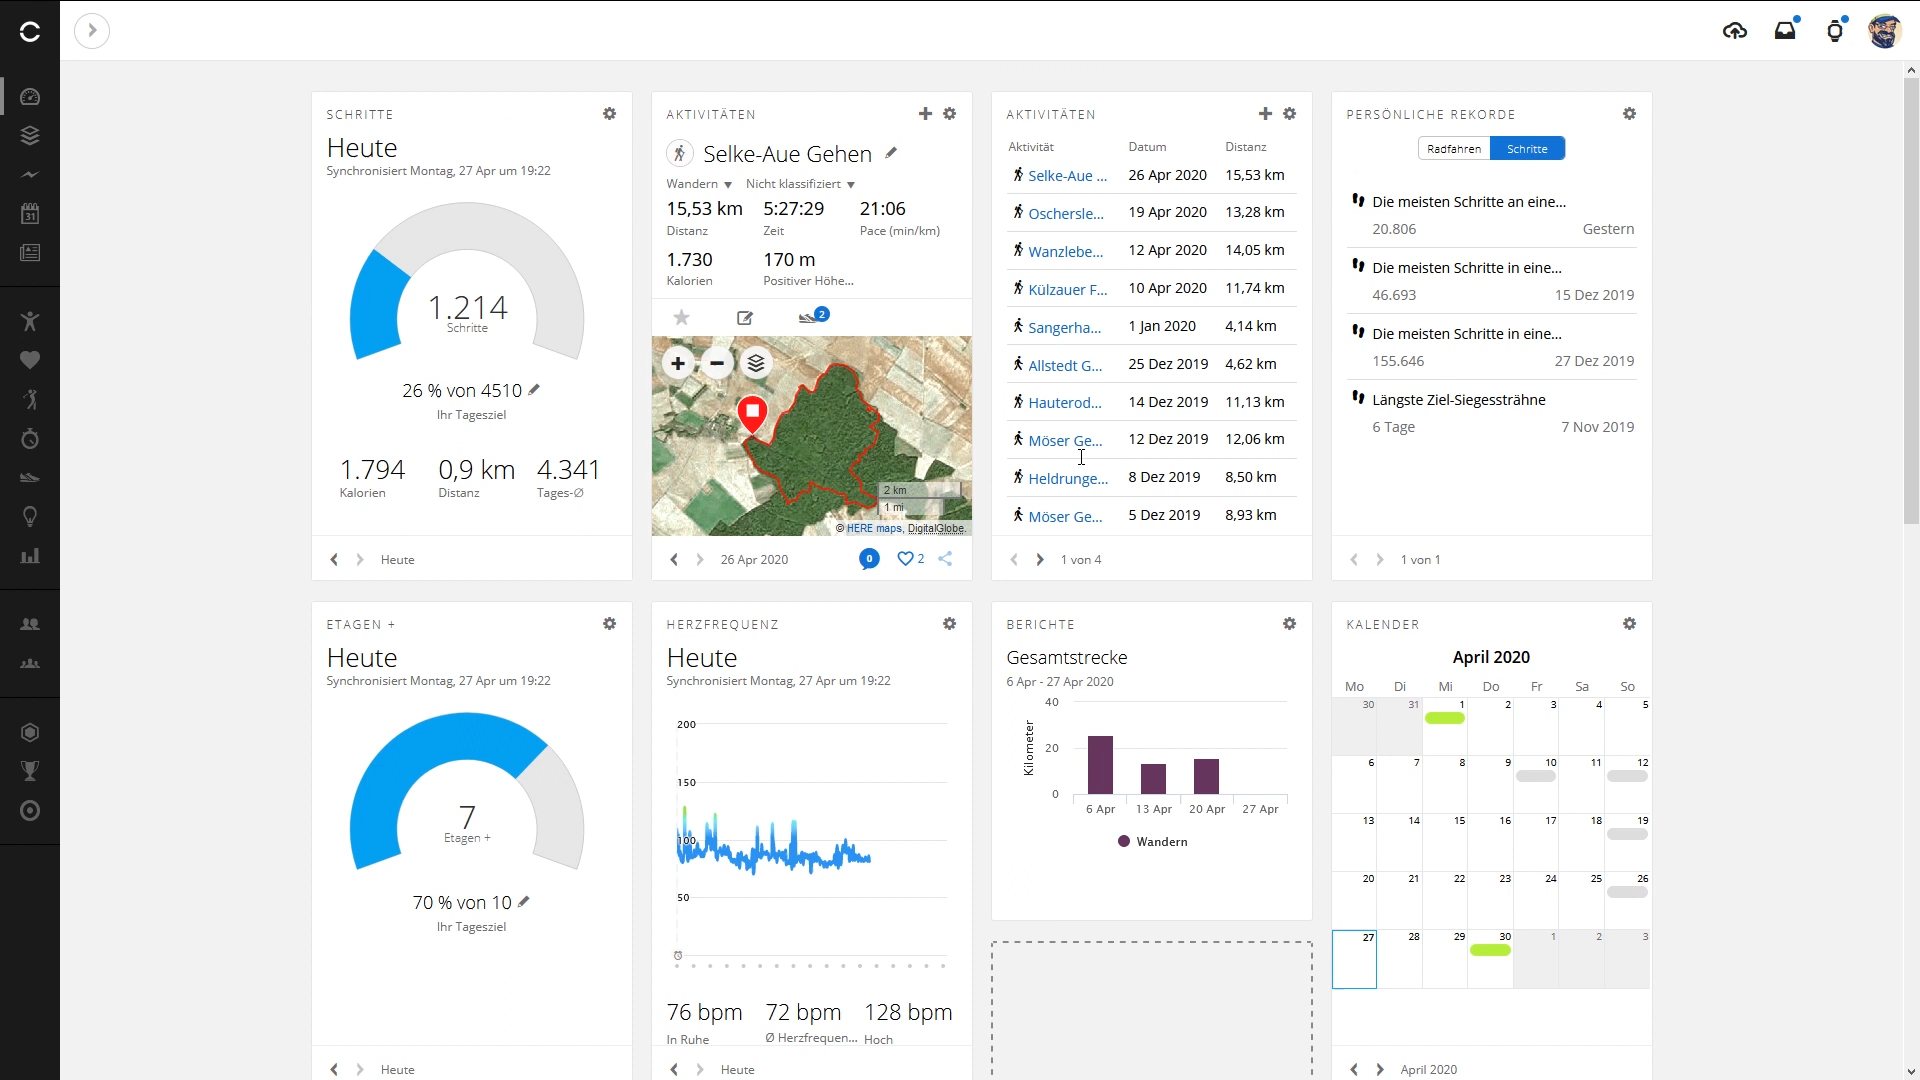 31
SCHRITTE
Heute
Synchronisiert Montag, 27 Apr um 19:22
1.214
Schritte
26 % von 4510
Ihr Tagesziel
1.794 0,9 km 4.341
Kalorien Distanz Tages-Ø
Heute
AKTIVITÄTEN
Selke-Aue Gehen
Wandern Nicht klassifiziert
15,53 km 5:27:29 21:06
Distanz Zeit Pace (min/km)
1.730 170 m
Kalorien Positiver Höhe...
2
2 km
1 mi
© HERE maps, DigitalGlobe.
26 Apr 2020 0 2
AKTIVITÄTEN
Aktivität Datum Distanz
Selke-Aue ... 26 Apr 2020 15,53 km
Oschersle... 19 Apr 2020 13,28 km
Wanzlebe... 12 Apr 2020 14,05 km
Külzauer F... 10 Apr 2020 11,74 km
Sangerha... 1 Jan 2020 4,14 km
Allstedt G... 25 Dez 2019 4,62 km
Hauterod... 14 Dez 2019 11,13 km
Möser Ge... 12 Dez 2019 12,06 km
Heldrunge... 8 Dez 2019 8,50 km
Möser Ge... 5 Dez 2019 8,93 km
1 von 4
PERSÖNLICHE REKORDE
Radfahren Schritte
Die meisten Schritte an eine...
20.806 Gestern
Die meisten Schritte in eine...
46.693 15 Dez 2019
Die meisten Schritte in eine...
155.646 27 Dez 2019
Längste Ziel-Siegessträhne
6 Tage 7 Nov 2019
1 von 1
ETAGEN +
Heute
Synchronisiert Montag, 27 Apr um 19:22
7
Etagen +
70 % von 10
Ihr Tagesziel
Heute
HERZFREQUENZ
Heute
Synchronisiert Montag, 27 Apr um 19:22
200
150
100
50
76 bpm 72 bpm 128 bpm
In Ruhe Ø Herzfrequen... Hoch
Heute
BERICHTE
Gesamtstrecke
6 Apr - 27 Apr 2020
40
Kilometer
20
0
6 Apr 13 Apr 20 Apr 27 Apr
Wandern
KALENDER
April 2020
Mo Di Mi Do Fr Sa So
30 31 1 2 3 4 5
6 7 8 9 10 11 12
13 14 15 16 17 18 19
20 21 22 23 24 25 26
27 28 29 30 1 2 3
April 2020